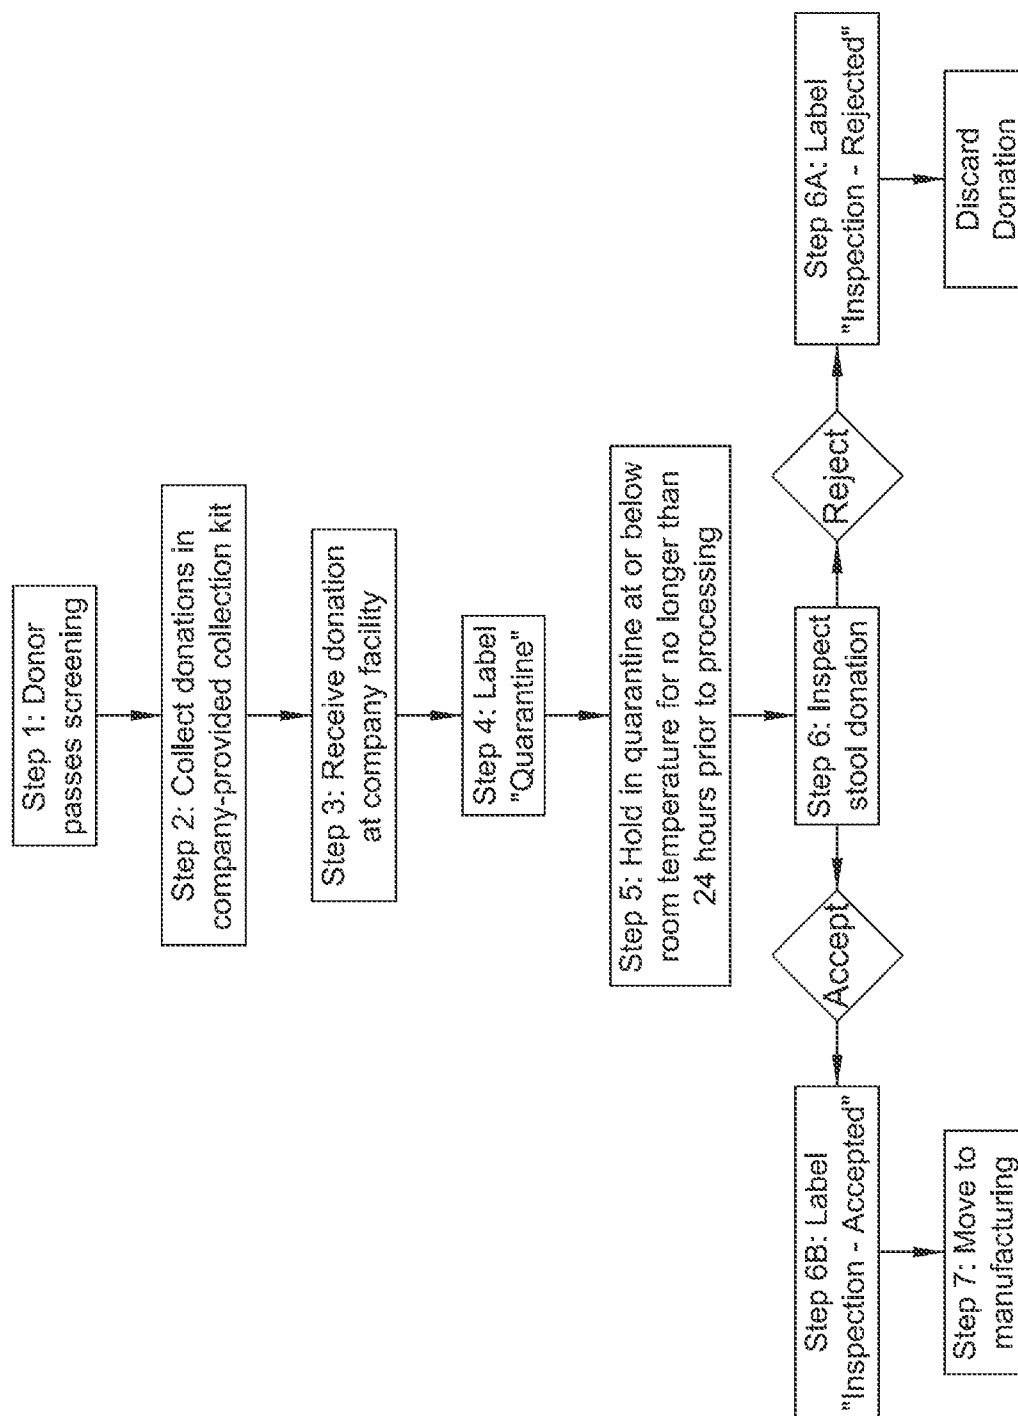 Step 1: Donor
passes screening
Step 2: Collect donations in
company-provided collection kit
Step 3: Receive donation
at company facility
Step 4: Label
"Quarantine"
Step 5: Hold in quarantine at or below
room temperature for no longer than
24 hours prior to processing
Step 6: Inspect
stool donation
Accept
Reject
Step 6B: Label
"Inspection - Accepted"
Step 6A: Label
"Inspection - Rejected"
Step 7: Move to
manufacturing
Discard
Donation